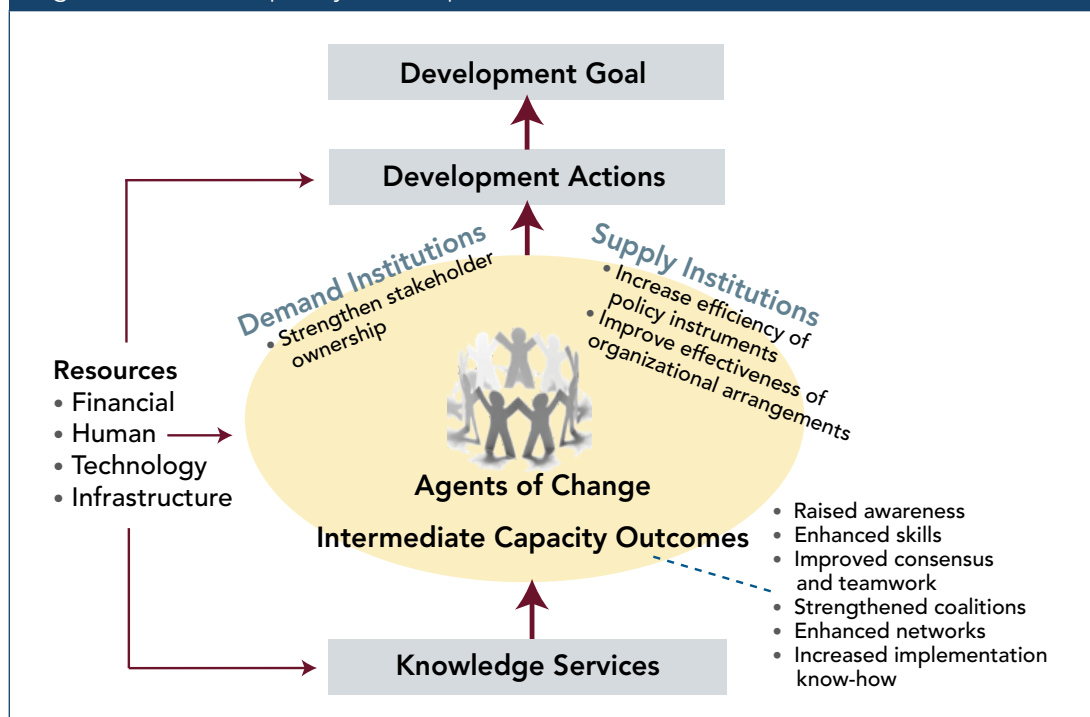 Development Goal
Development Actions
Demand Institutions
• Strengthen stakeholder
ownership
Supply Institutions
• Increase efficiency of
policy instruments
• Improve effectiveness of
organizational arrangements
Resources
• Financial
• Human
• Technology
• Infrastructure
Agents of Change
Intermediate Capacity Outcomes
• Raised awareness
• Enhanced skills
• Improved consensus
and teamwork
• Strengthened coalitions
• Enhanced networks
• Increased implementation
know-how
Knowledge Services